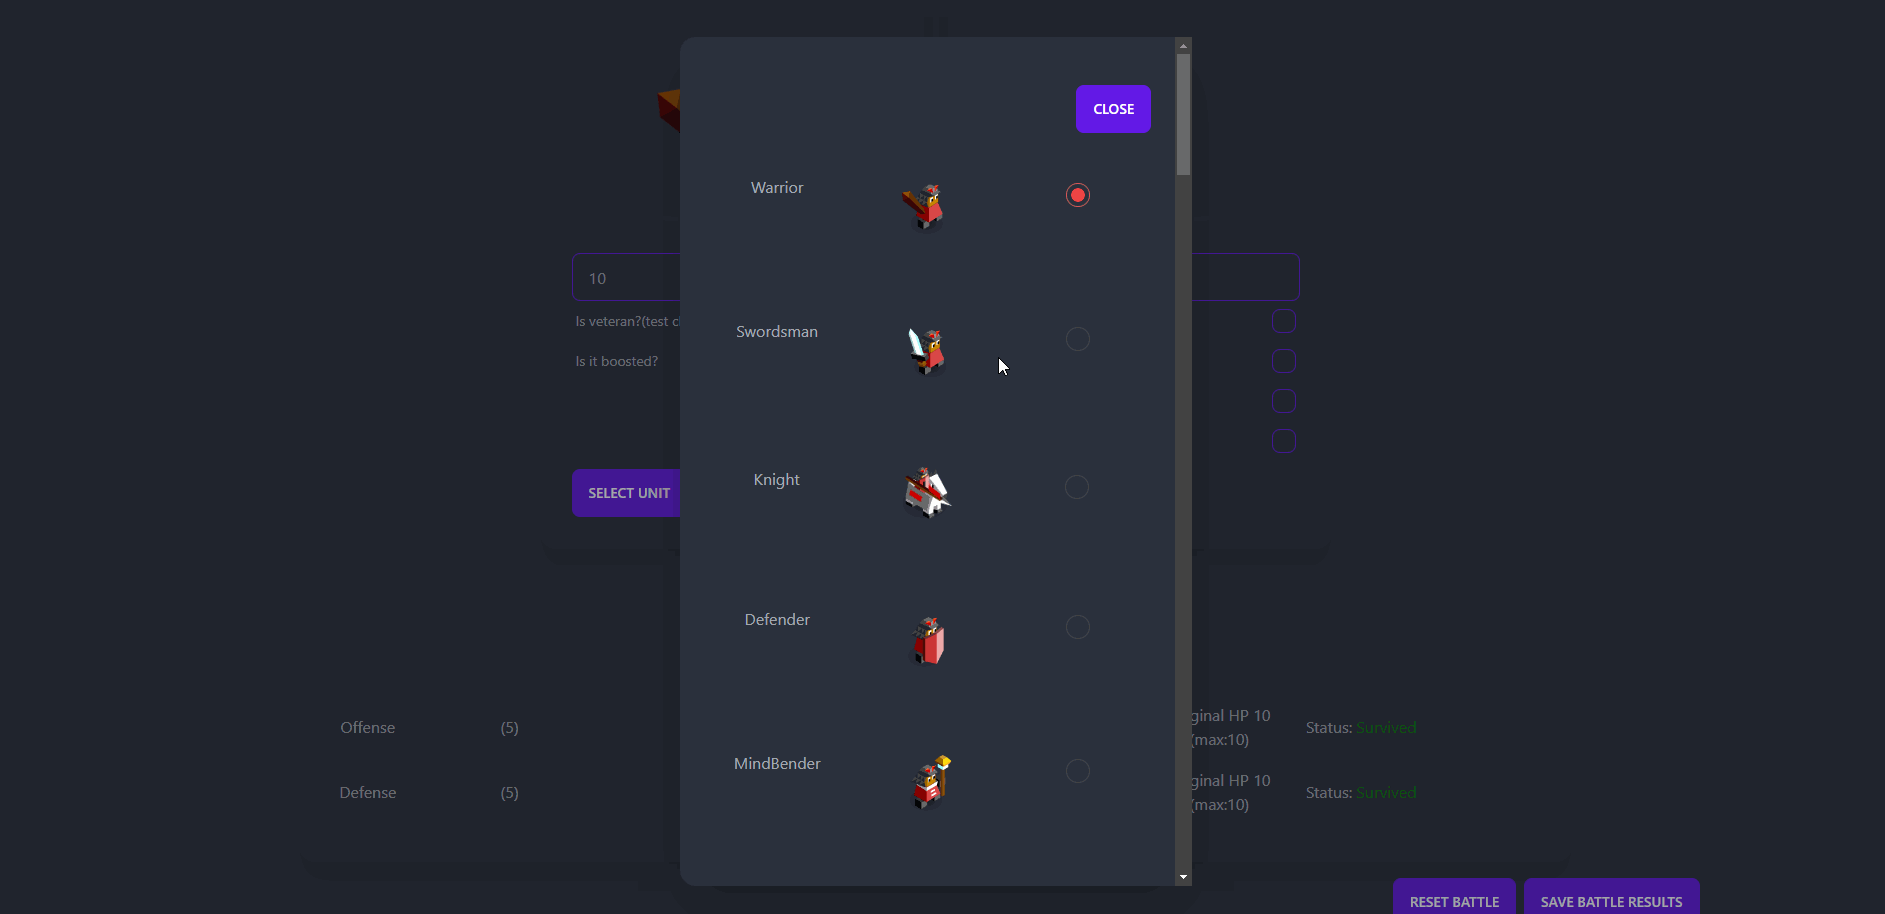 CLOSE
Warrior
Swordsman
Knight
Defender
MindBender
10
Is veteran?(test
Is it boosted?
SELECT UNIT
Offense (5) ginal HP 10 (max:10) Status: Survived
Defense (5) ginal HP 10 (max:10) Status: Survived
RESET BATTLE SAVE BATTLE RESULTS